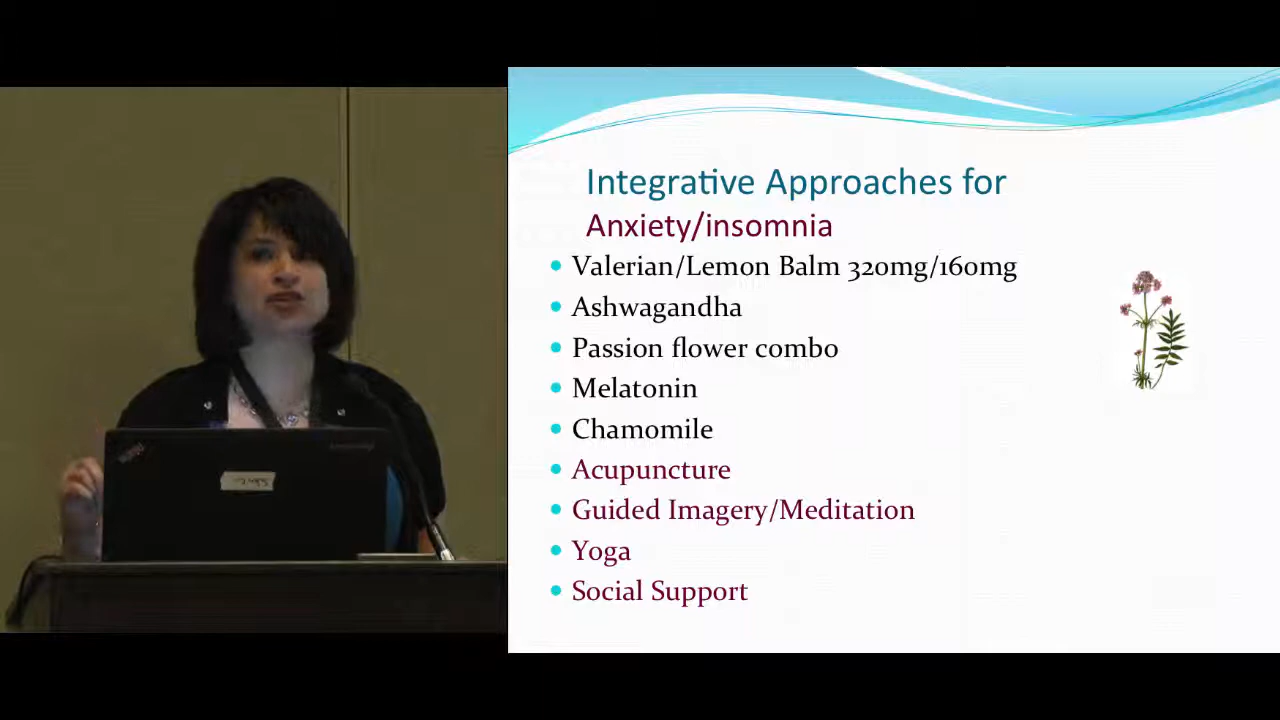 Integrative Approaches for
Anxiety/insomnia
Valerian/Lemon Balm 320mg/160mg
Ashwagandha
Passion flower combo
Melatonin
Chamomile
Acupuncture
Guided Imagery/Meditation
Yoga
Social Support